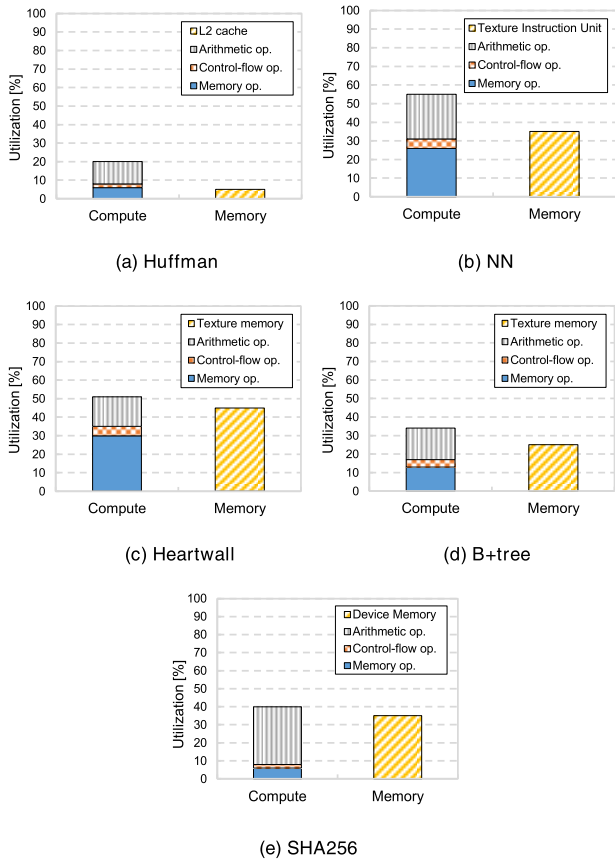 100
90
80
70
60
50
40
30
20
10
0
Utilization [%]
L2 cache
Arithmetic op.
Control-flow op.
Memory op.
Compute Memory
(a) Huffman
100
90
80
70
60
50
40
30
20
10
0
Utilization [%]
Texture Instruction Unit
Arithmetic op.
Control-flow op.
Memory op.
Compute Memory
(b) NN
100
90
80
70
60
50
40
30
20
10
0
Utilization [%]
Texture memory
Arithmetic op.
Control-flow op.
Memory op.
Compute Memory
(c) Heartwall
100
90
80
70
60
50
40
30
20
10
0
Utilization [%]
Texture memory
Arithmetic op.
Control-flow op.
Memory op.
Compute Memory
(d) B+tree
100
90
80
70
60
50
40
30
20
10
0
Utilization [%]
Device Memory
Arithmetic op.
Control-flow op.
Memory op.
Compute Memory
(e) SHA256